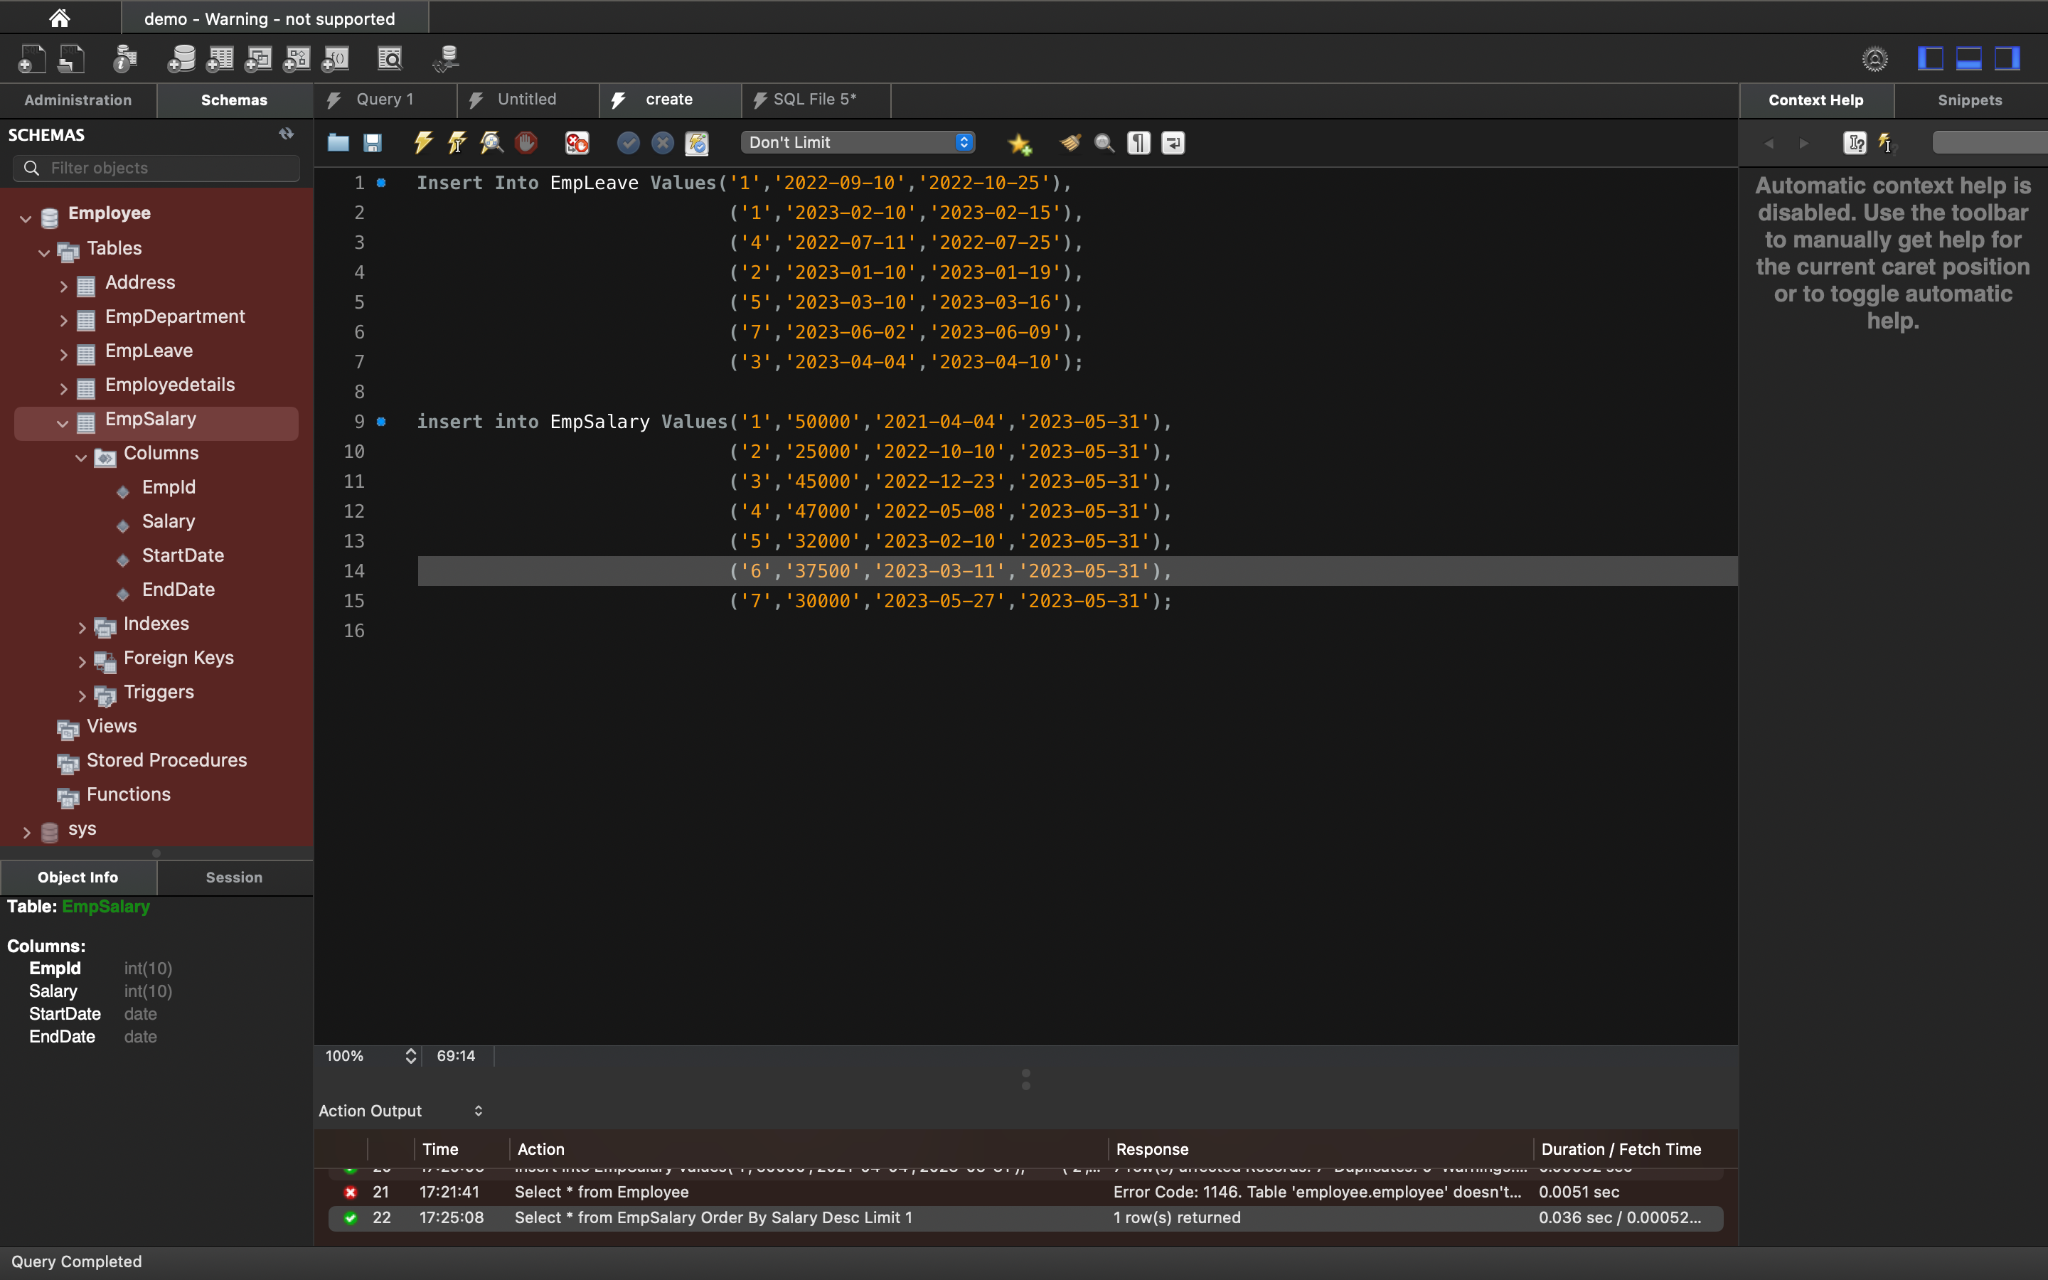 demo - Warning - not supported
Administration
Schemas
Query 1
Untitled
create
SQL File 5*
Context Help
Snippets
SCHEMAS
Filter objects
Don't Limit
Employee
Tables
Address
EmpDepartment
EmpLeave
Employedetails
EmpSalary
Columns
EmpId
Salary
StartDate
EndDate
Indexes
Foreign Keys
Triggers
Views
Stored Procedures
Functions
sys
1 Insert Into EmpLeave Values('1','2022-09-10','2022-10-25'),
2 ('1','2023-02-10','2023-02-15'),
3 ('4','2022-07-11','2022-07-25'),
4 ('2','2023-01-10','2023-01-19'),
5 ('5','2023-03-10','2023-03-16'),
6 ('7','2023-06-02','2023-06-09'),
7 ('3','2023-04-04','2023-04-10');
8
9 insert into EmpSalary Values('1','50000','2021-04-04','2023-05-31'),
10 ('2','25000','2022-10-10','2023-05-31'),
11 ('3','45000','2022-12-23','2023-05-31'),
12 ('4','47000','2022-05-08','2023-05-31'),
13 ('5','32000','2023-02-10','2023-05-31'),
14 ('6','37500','2023-03-11','2023-05-31'),
15 ('7','30000','2023-05-27','2023-05-31');
16
Automatic context help is
disabled. Use the toolbar
to manually get help for
the current caret position
or to toggle automatic
help.
Object Info
Session
Table: EmpSalary
Columns:
EmpId int(10)
Salary int(10)
StartDate date
EndDate date
100%
69:14
Action Output
Time Action Response Duration / Fetch Time
21 17:21:41 Select * from Employee Error Code: 1146. Table 'employee.employee' doesn't... 0.0051 sec
22 17:25:08 Select * from EmpSalary Order By Salary Desc Limit 1 1 row(s) returned 0.036 sec / 0.00052...
Query Completed